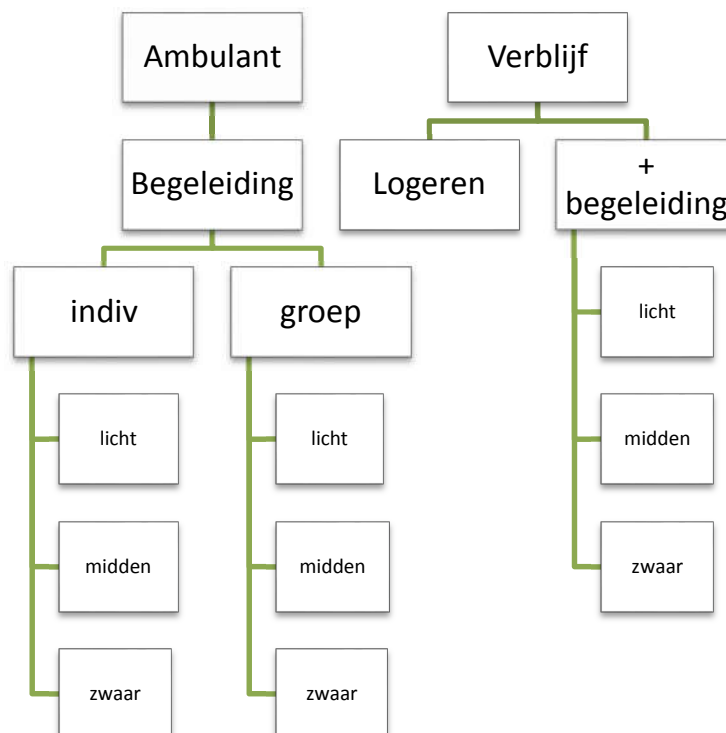 Ambulant
Verblijf
Begeleiding
Logeren
+
begeleiding
indiv
groep
licht
licht
licht
midden
midden
midden
zwaar
zwaar
zwaar